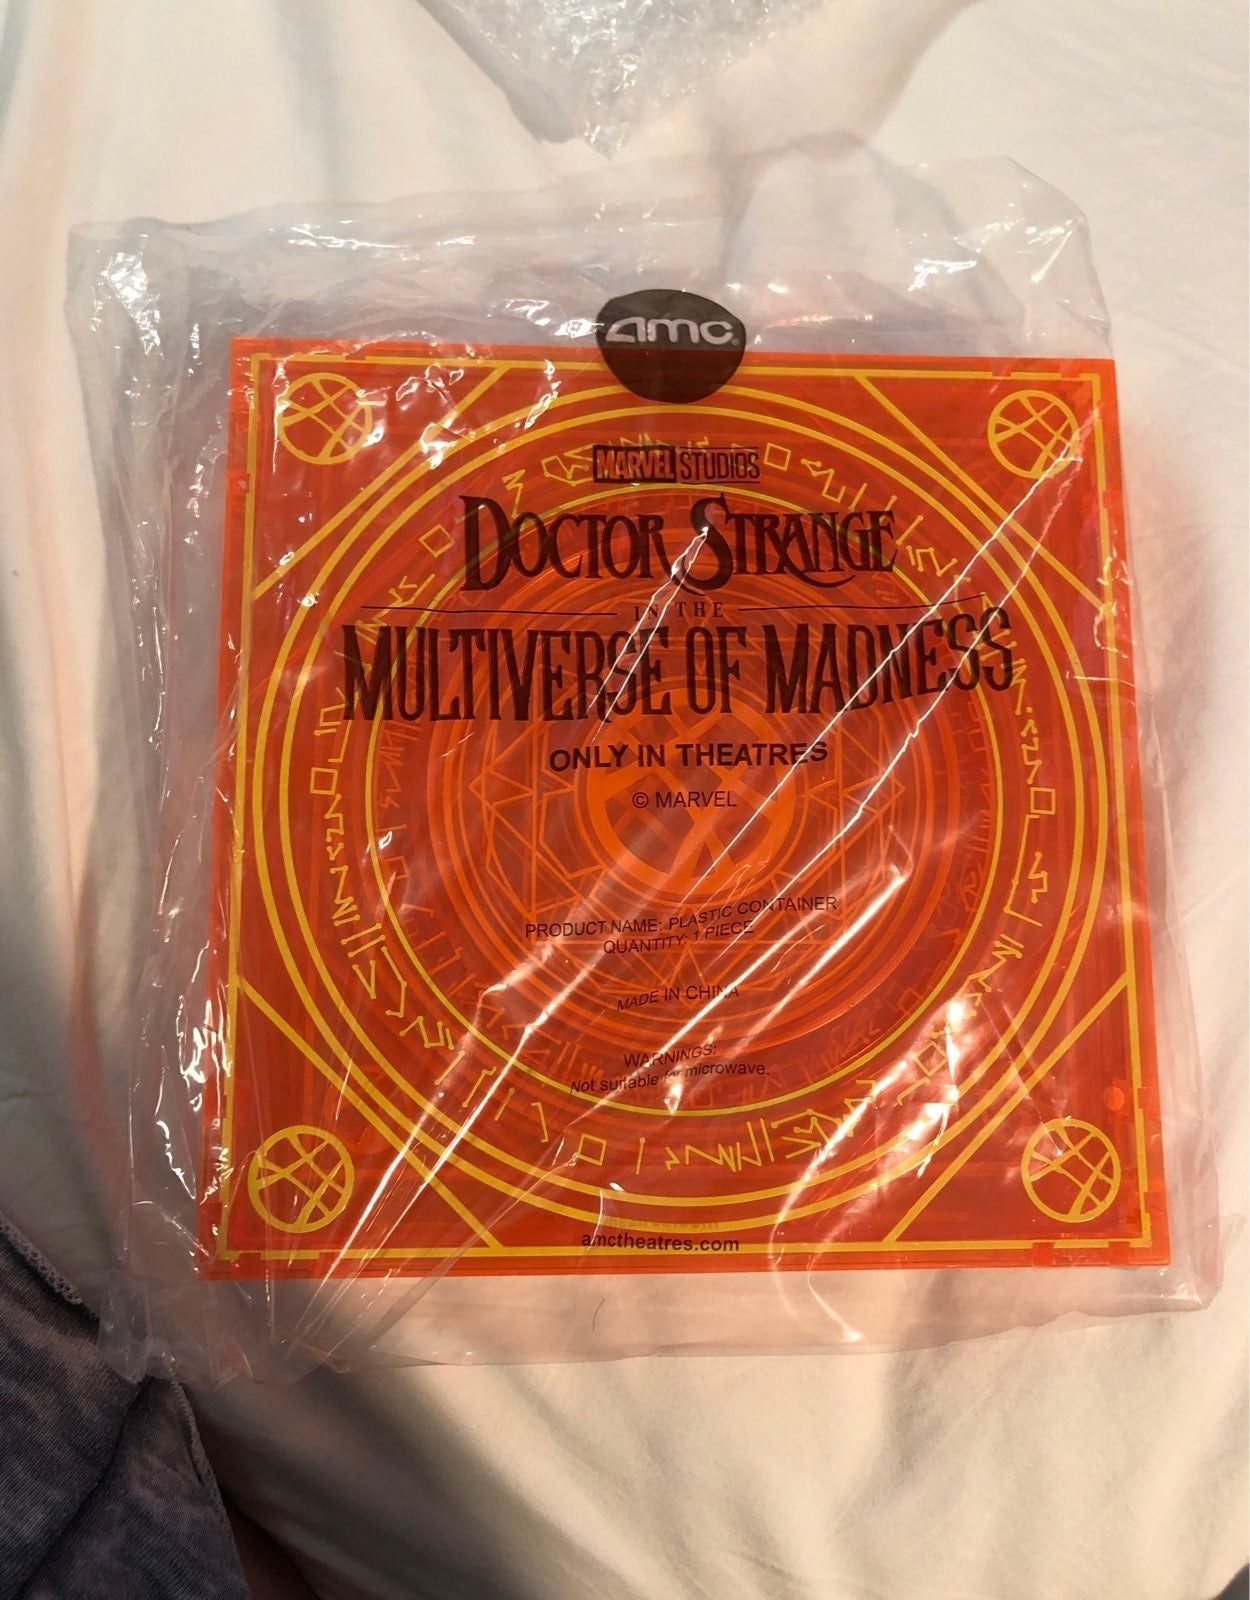 amc
MARVEL STUDIOS
DOCTOR STRANGE
IN THE
MULTIVERSE OF MADNESS
ONLY IN THEATRES
© MARVEL
PRODUCT NAME: PLASTIC CONTAINER
QUANTITY: 1 PIECE
MADE IN CHINA
WARNINGS:
Not suitable for microwave.
amctheatres.com